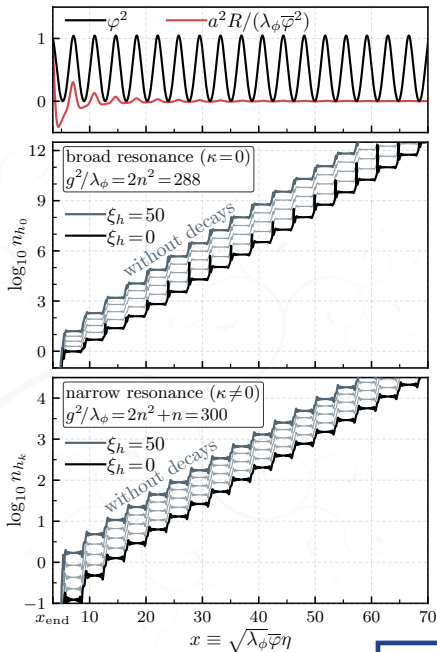 φ² a²R/(λ_φ φ̅²)
1
0
broad resonance (κ=0)
g²/λ_φ=2n²=288
ξ_h=50
ξ_h=0
without decays
log₁₀ n_{h₀}
12
9
6
3
0
narrow resonance (κ≠0)
g²/λ_φ=2n²+n=300
ξ_h=50
ξ_h=0
without decays
log₁₀ n_{h_k}
4
3
2
1
0
−1
x_end 10 20 30 40 50 60 70
x ≡ √λ_φ φ̅η